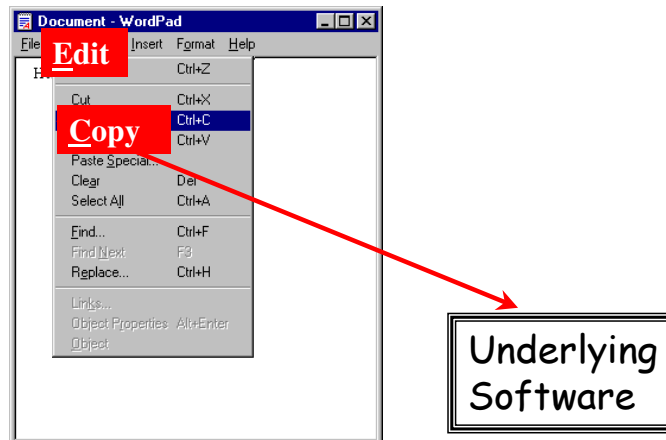 Document - WordPad
File Edit Insert Format Help
H
Ctrl+Z
Cut Ctrl+X
Copy Ctrl+C
Ctrl+V
Paste Special...
Clear Del
Select All Ctrl+A
Find... Ctrl+F
Find Next F3
Replace... Ctrl+H
Links...
Object Properties Alt+Enter
Object
Underlying
Software